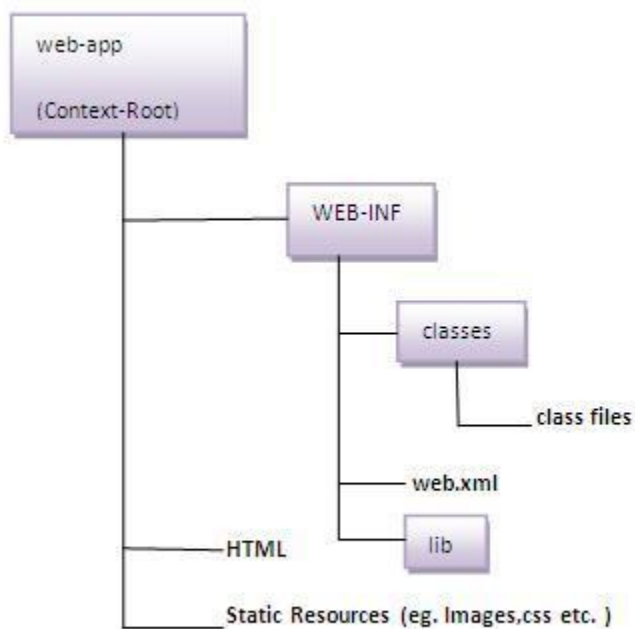 web-app
(Context-Root)
WEB-INF
classes
class files
web.xml
lib
HTML
Static Resources (eg. Images,css etc. )